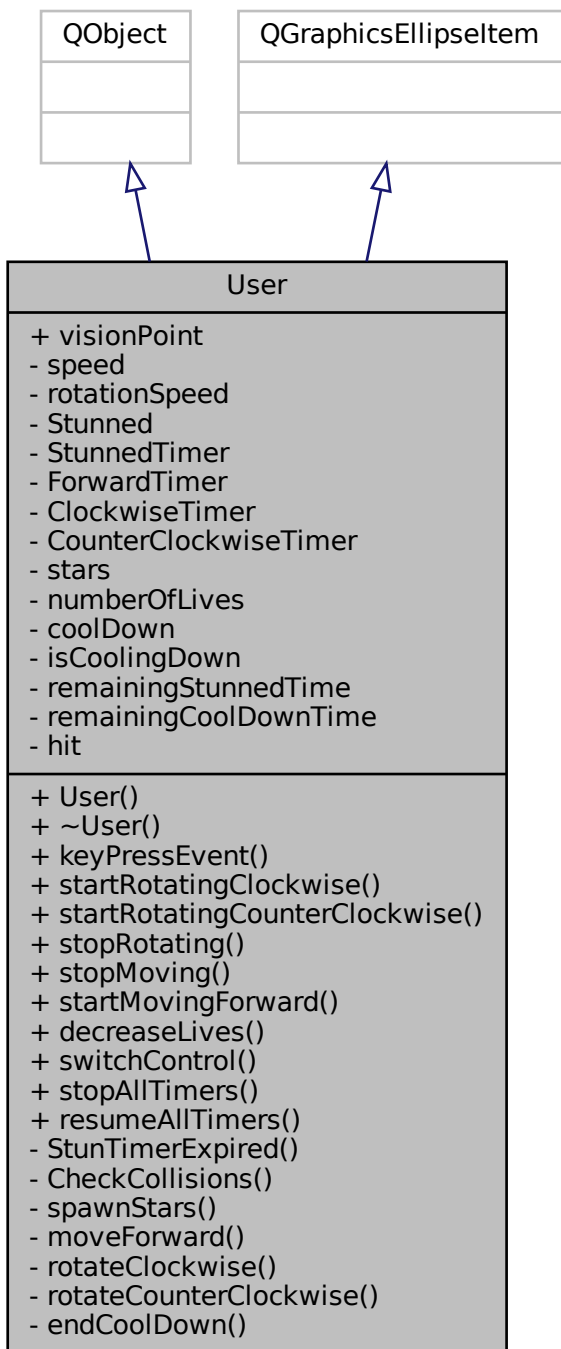 QObject
QGraphicsEllipseItem
User
+ visionPoint
- speed
- rotationSpeed
- Stunned
- StunnedTimer
- ForwardTimer
- ClockwiseTimer
- CounterClockwiseTimer
- stars
- numberOfLives
- coolDown
- isCoolingDown
- remainingStunnedTime
- remainingCoolDownTime
- hit
+ User()
+ ~User()
+ keyPressEvent()
+ startRotatingClockwise()
+ startRotatingCounterClockwise()
+ stopRotating()
+ stopMoving()
+ startMovingForward()
+ decreaseLives()
+ switchControl()
+ stopAllTimers()
+ resumeAllTimers()
- StunTimerExpired()
- CheckCollisions()
- spawnStars()
- moveForward()
- rotateClockwise()
- rotateCounterClockwise()
- endCoolDown()